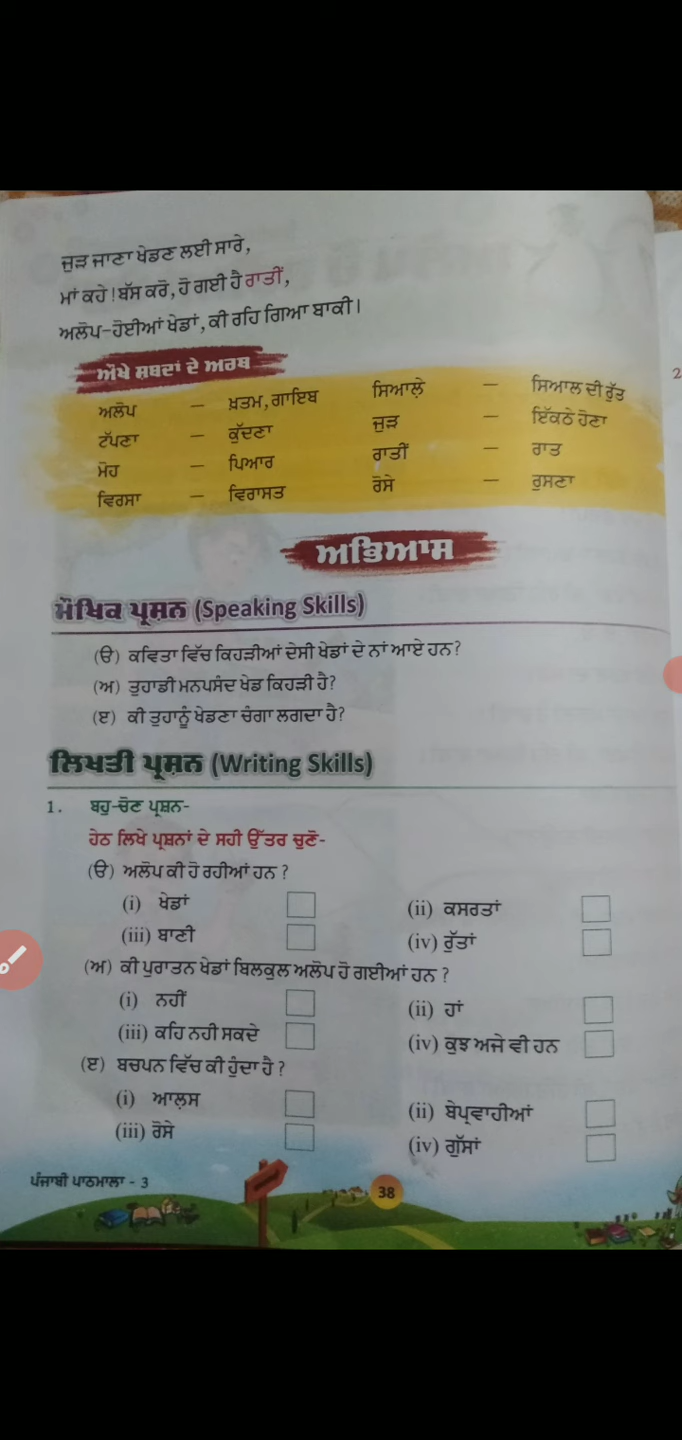 ਜੁੜ ਜਾਣਾ ਖੇਡਣ ਲਈ ਸਾਰੇ,
ਮਾਂ ਕਹੇ ! ਬੱਸ ਕਰੋ, ਹੋ ਗਈ ਹੈ ਰਾਤੀਂ,
ਅਲੋਪ-ਹੋਈਆਂ ਖੇਡਾਂ, ਕੀ ਰਹਿ ਗਿਆ ਬਾਕੀ।
ਔਖੇ ਸ਼ਬਦਾਂ ਦੇ ਅਰਥ
ਅਲੋਪ — ਖ਼ਤਮ, ਗਾਇਬ ਸਿਆਲ਼ੇ — ਸਿਆਲ ਦੀ ਰੁੱਤ
ਟੱਪਣਾ — ਕੁੱਦਣਾ ਜੁੜ — ਇੱਕਠੇ ਹੋਣਾ
ਮੋਹ — ਪਿਆਰ ਰਾਤੀਂ — ਰਾਤ
ਵਿਰਸਾ — ਵਿਰਾਸਤ ਰੋਸੇ — ਰੁਸਣਾ
ਅਭਿਆਸ
ਮੌਖਿਕ ਪ੍ਰਸ਼ਨ (Speaking Skills)
(ੳ) ਕਵਿਤਾ ਵਿੱਚ ਕਿਹੜੀਆਂ ਦੇਸੀ ਖੇਡਾਂ ਦੇ ਨਾਂ ਆਏ ਹਨ?
(ਅ) ਤੁਹਾਡੀ ਮਨਪਸੰਦ ਖੇਡ ਕਿਹੜੀ ਹੈ?
(ੲ) ਕੀ ਤੁਹਾਨੂੰ ਖੇਡਣਾ ਚੰਗਾ ਲਗਦਾ ਹੈ?
ਲਿਖਤੀ ਪ੍ਰਸ਼ਨ (Writing Skills)
1. ਬਹੁ-ਚੋਣ ਪ੍ਰਸ਼ਨ-
ਹੇਠ ਲਿਖੇ ਪ੍ਰਸ਼ਨਾਂ ਦੇ ਸਹੀ ਉੱਤਰ ਚੁਣੋ-
(ੳ) ਅਲੋਪ ਕੀ ਹੋ ਰਹੀਆਂ ਹਨ ?
(i) ਖੇਡਾਂ (ii) ਕਸਰਤਾਂ
(iii) ਬਾਣੀ (iv) ਰੁੱਤਾਂ
(ਅ) ਕੀ ਪੁਰਾਤਨ ਖੇਡਾਂ ਬਿਲਕੁਲ ਅਲੋਪ ਹੋ ਗਈਆਂ ਹਨ ?
(i) ਨਹੀਂ (ii) ਹਾਂ
(iii) ਕਹਿ ਨਹੀ ਸਕਦੇ (iv) ਕੁਝ ਅਜੇ ਵੀ ਹਨ
(ੲ) ਬਚਪਨ ਵਿੱਚ ਕੀ ਹੁੰਦਾ ਹੈ ?
(i) ਆਲ਼ਸ (ii) ਬੇਪ੍ਰਵਾਹੀਆਂ
(iii) ਰੋਸੇ (iv) ਗੁੱਸਾਂ
ਪੰਜਾਬੀ ਪਾਠਮਾਲਾ - 3
38
2